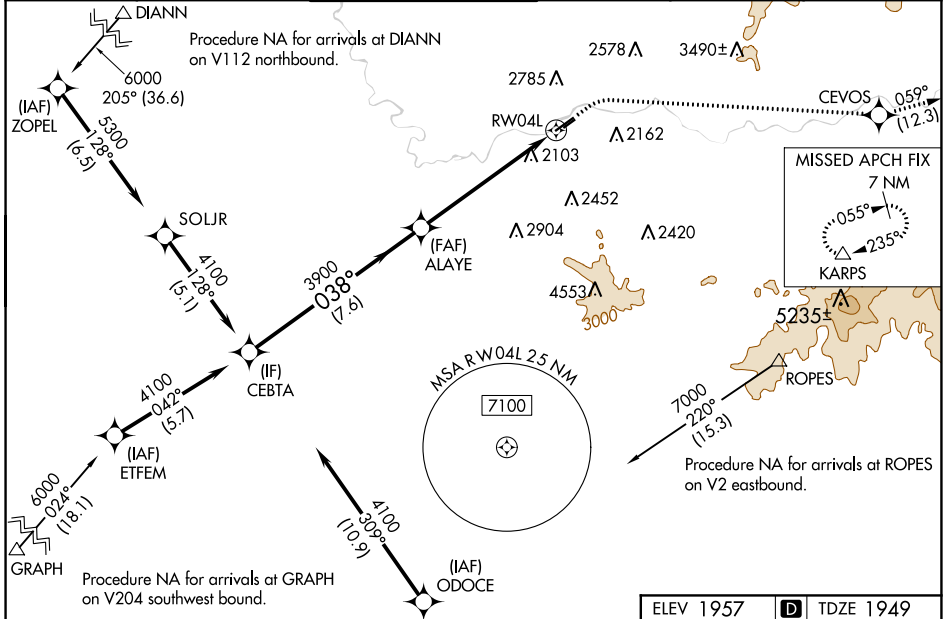 DIANN
Procedure NA for arrivals at DIANN
on V112 northbound.
6000
205° (36.6)
(IAF)
ZOPEL
5300
128°
(6.5)
SOLJR
4100
128°
(5.1)
(IF)
CEBTA
4100
042°
(5.7)
(IAF)
ETFEM
6000
024°
(18.1)
GRAPH
Procedure NA for arrivals at GRAPH
on V204 southwest bound.
3900
038°
(7.6)
(FAF)
ALAYE
RW04L
2785
2578
3490±
2162
2103
2452
2904
2420
4553
3000
CEVOS
059°
(12.3)
MISSED APCH FIX
7 NM
055°
235°
KARPS
5235±
ROPES
7000
220°
(15.3)
Procedure NA for arrivals at ROPES
on V2 eastbound.
MSA RW04L 25 NM
7100
4100
309°
(10.9)
(IAF)
ODOCE
ELEV 1957 D TDZE 1949